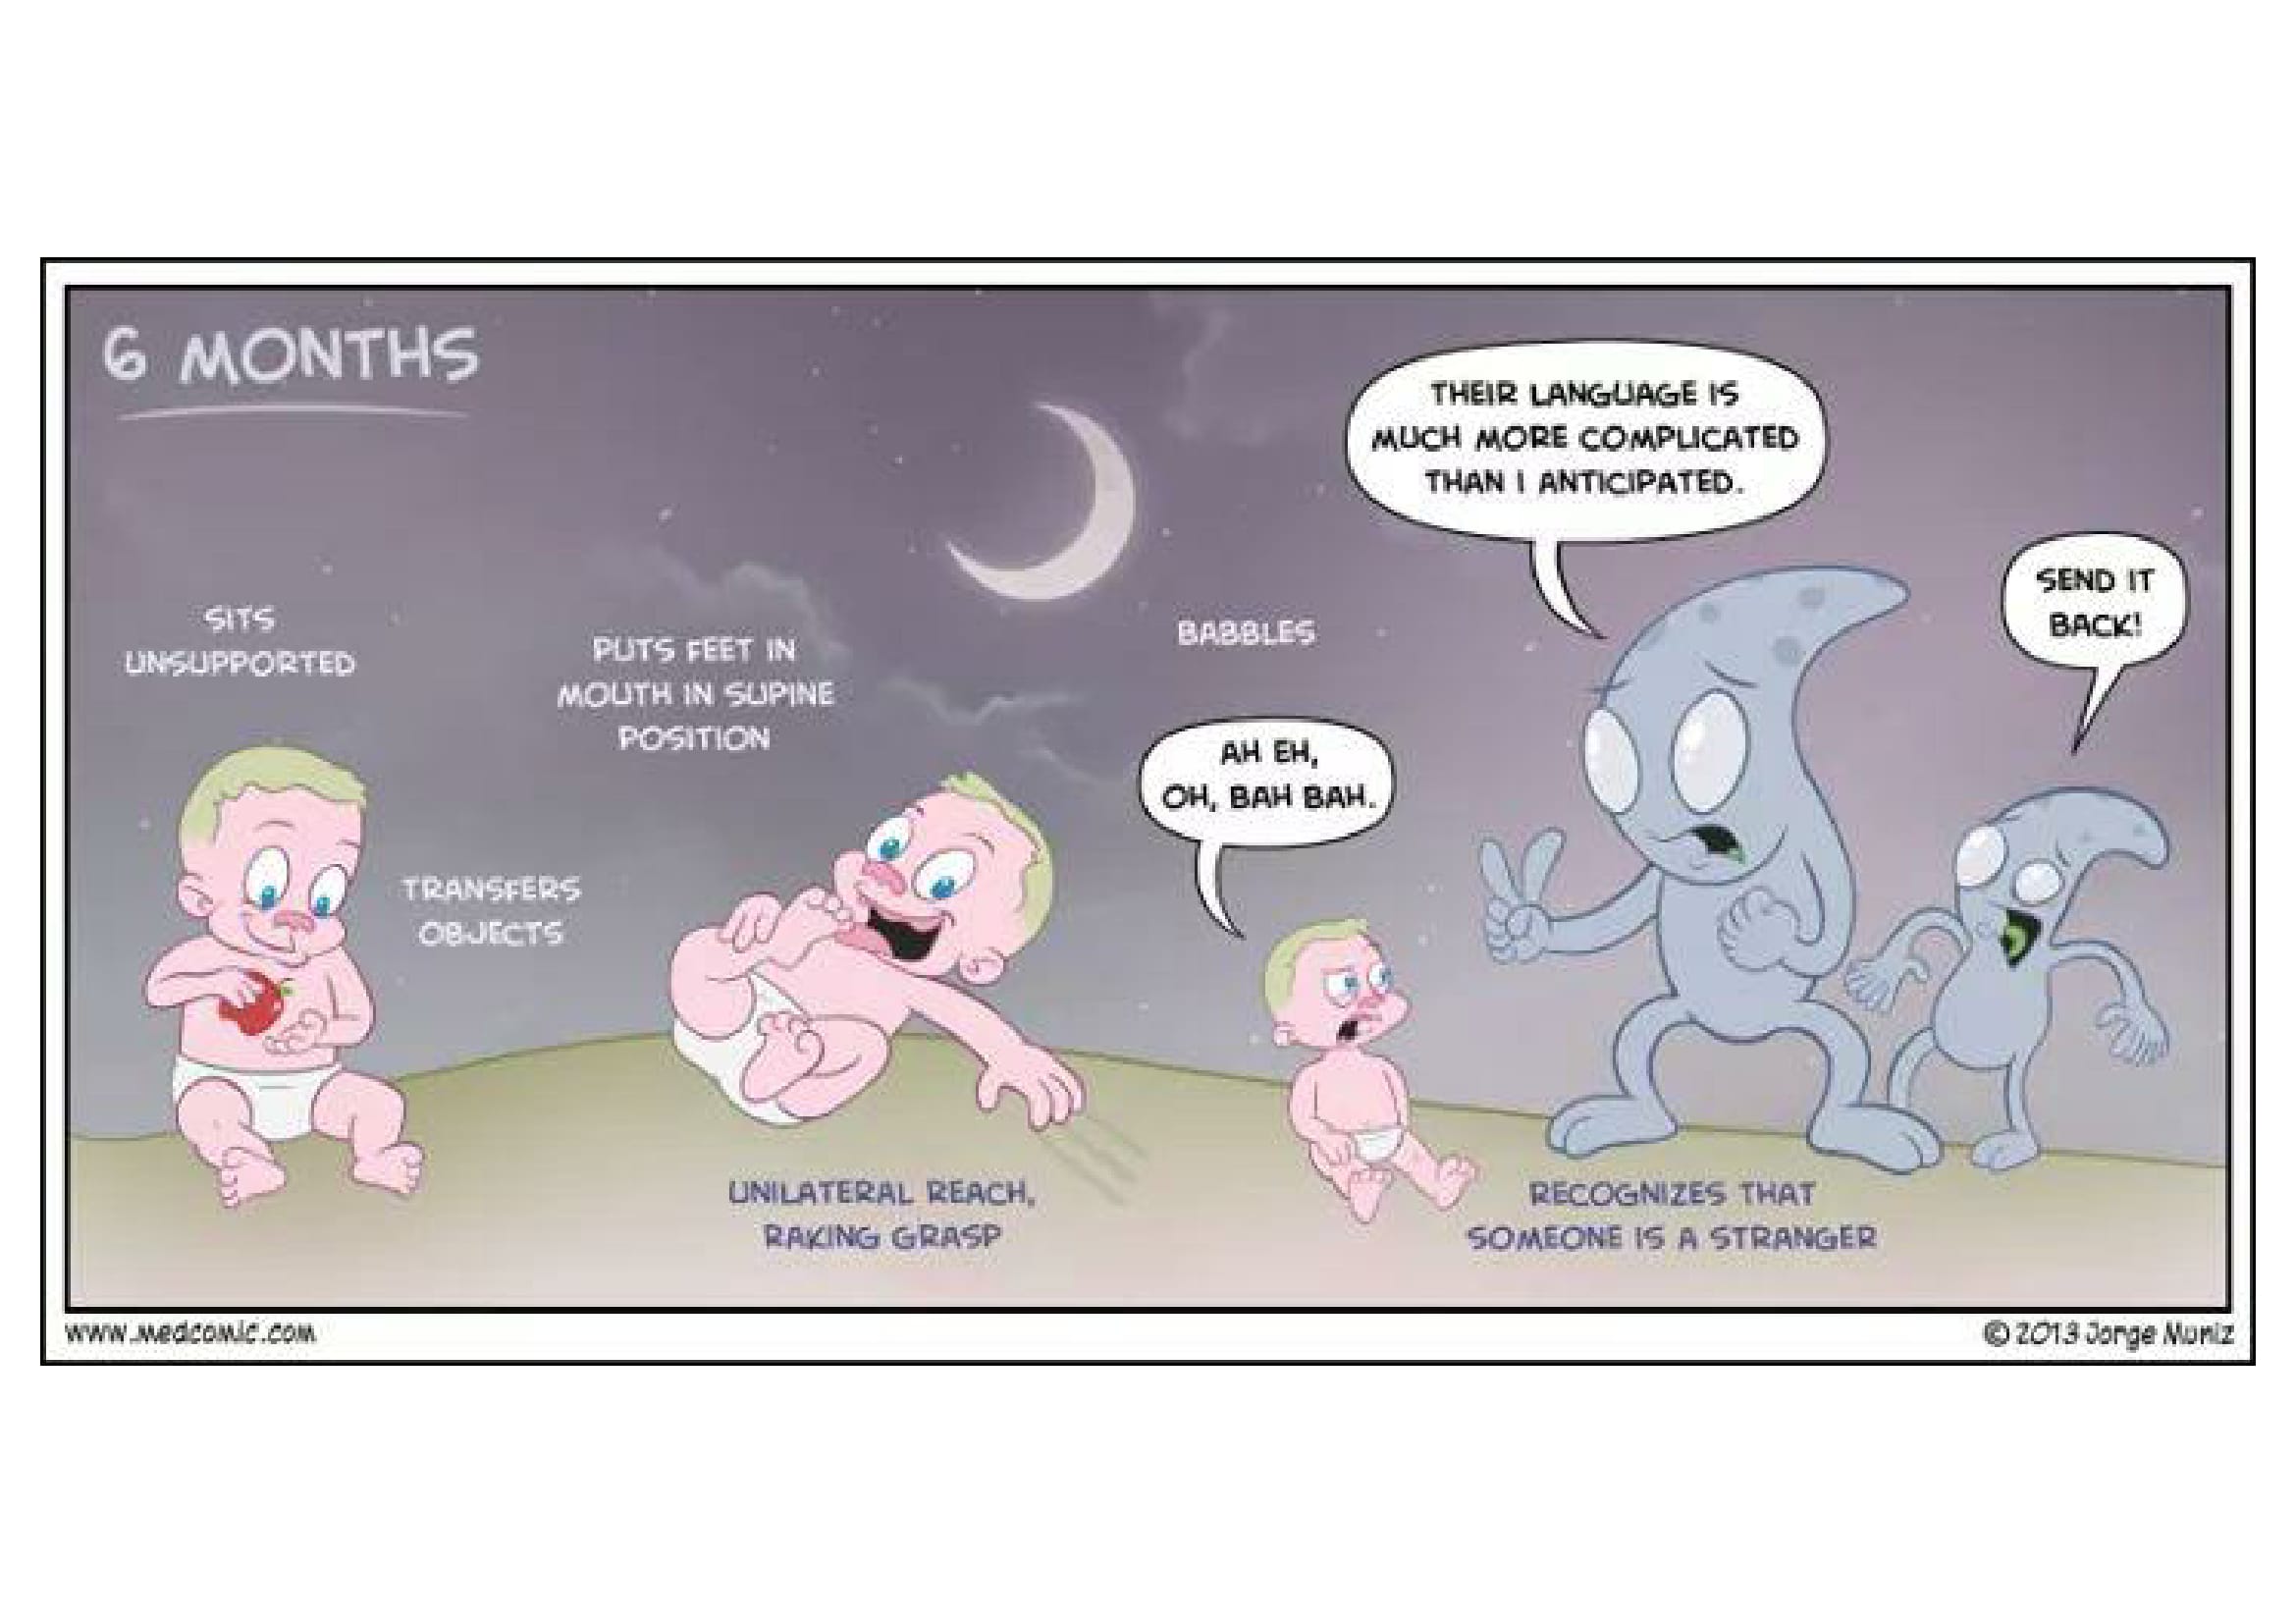 6 MONTHS
SITS
UNSUPPORTED
TRANSFERS
OBJECTS
PUTS FEET IN
MOUTH IN SUPINE
POSITION
UNILATERAL REACH,
RAKING GRASP
BABBLES
AH EH,
OH, BAH BAH.
THEIR LANGUAGE IS
MUCH MORE COMPLICATED
THAN I ANTICIPATED.
SEND IT
BACK!
RECOGNIZES THAT
SOMEONE IS A STRANGER
www.medcomic.com
© 2013 Jorge Muniz